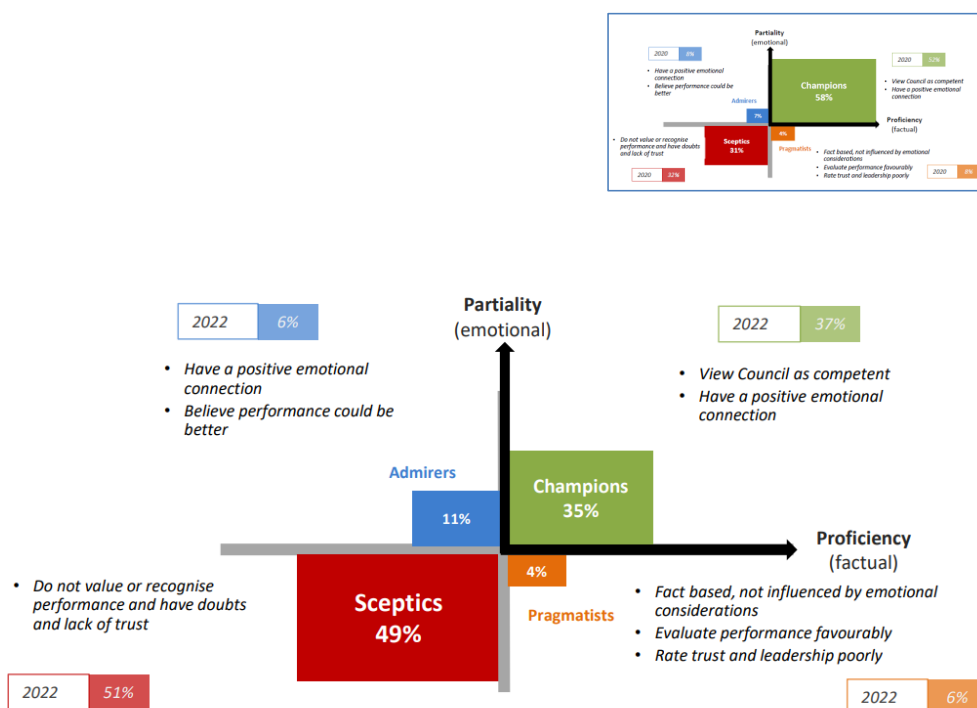 Partiality
(emotional)
2020 8%
2020 52%
• Have a positive emotional
connection
• Believe performance could be
better
• View Council as competent
• Have a positive emotional
connection
Champions
58%
Admirers
7%
Proficiency
(factual)
4%
• Do not value or recognise
performance and have doubts
and lack of trust
Sceptics
31%
Pragmatists
• Fact based, not influenced by emotional
considerations
• Evaluate performance favourably
• Rate trust and leadership poorly
2020 32%
2020 8%
Partiality
(emotional)
2022 6%
2022 37%
• Have a positive emotional
connection
• Believe performance could be
better
• View Council as competent
• Have a positive emotional
connection
Admirers
11%
Champions
35%
Proficiency
(factual)
• Do not value or recognise
performance and have doubts
and lack of trust
Sceptics
49%
4%
Pragmatists
• Fact based, not influenced by emotional
considerations
• Evaluate performance favourably
• Rate trust and leadership poorly
2022 51%
2022 6%